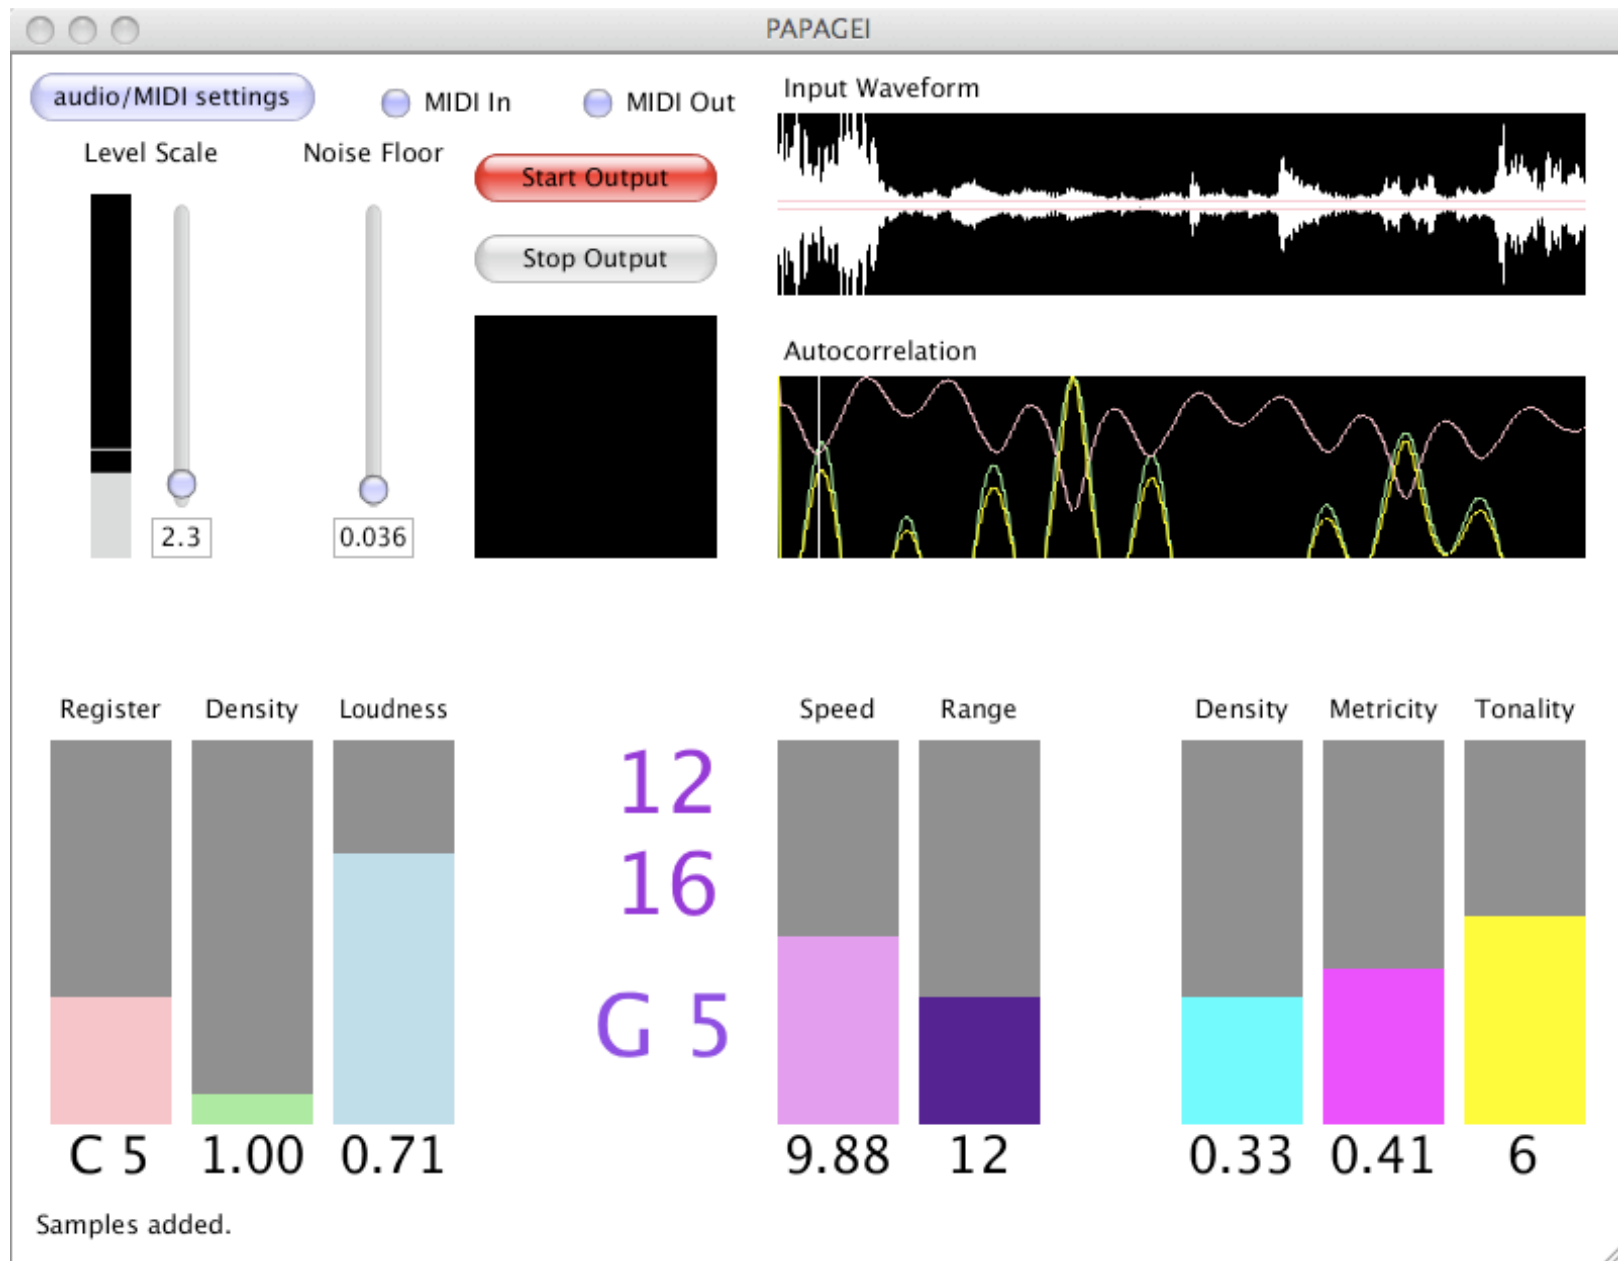 PAPAGEI
audio/MIDI settings
MIDI In
MIDI Out
Input Waveform
Level Scale
Noise Floor
Start Output
Stop Output
Autocorrelation
2.3
0.036
Register
Density
Loudness
Speed
Range
Density
Metricity
Tonality
12
16
G 5
C 5
1.00
0.71
9.88
12
0.33
0.41
6
Samples added.